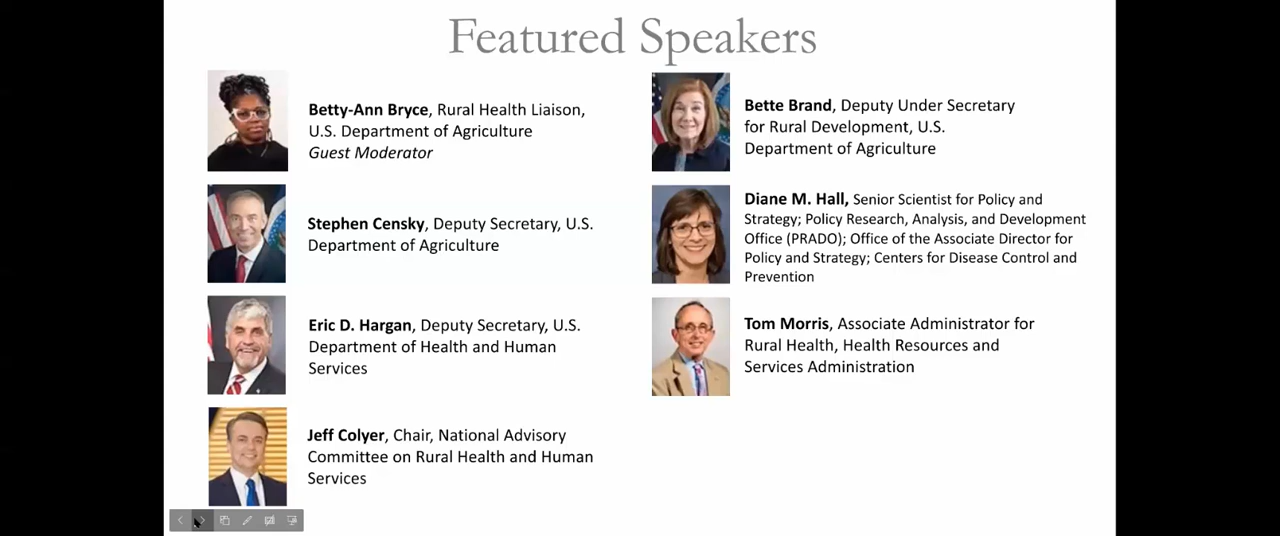 Featured Speakers
Betty-Ann Bryce, Rural Health Liaison,
U.S. Department of Agriculture
Guest Moderator
Stephen Censky, Deputy Secretary, U.S.
Department of Agriculture
Eric D. Hargan, Deputy Secretary, U.S.
Department of Health and Human
Services
Jeff Colyer, Chair, National Advisory
Committee on Rural Health and Human
Services
Bette Brand, Deputy Under Secretary
for Rural Development, U.S.
Department of Agriculture
Diane M. Hall, Senior Scientist for Policy and
Strategy; Policy Research, Analysis, and Development
Office (PRADO); Office of the Associate Director for
Policy and Strategy; Centers for Disease Control and
Prevention
Tom Morris, Associate Administrator for
Rural Health, Health Resources and
Services Administration